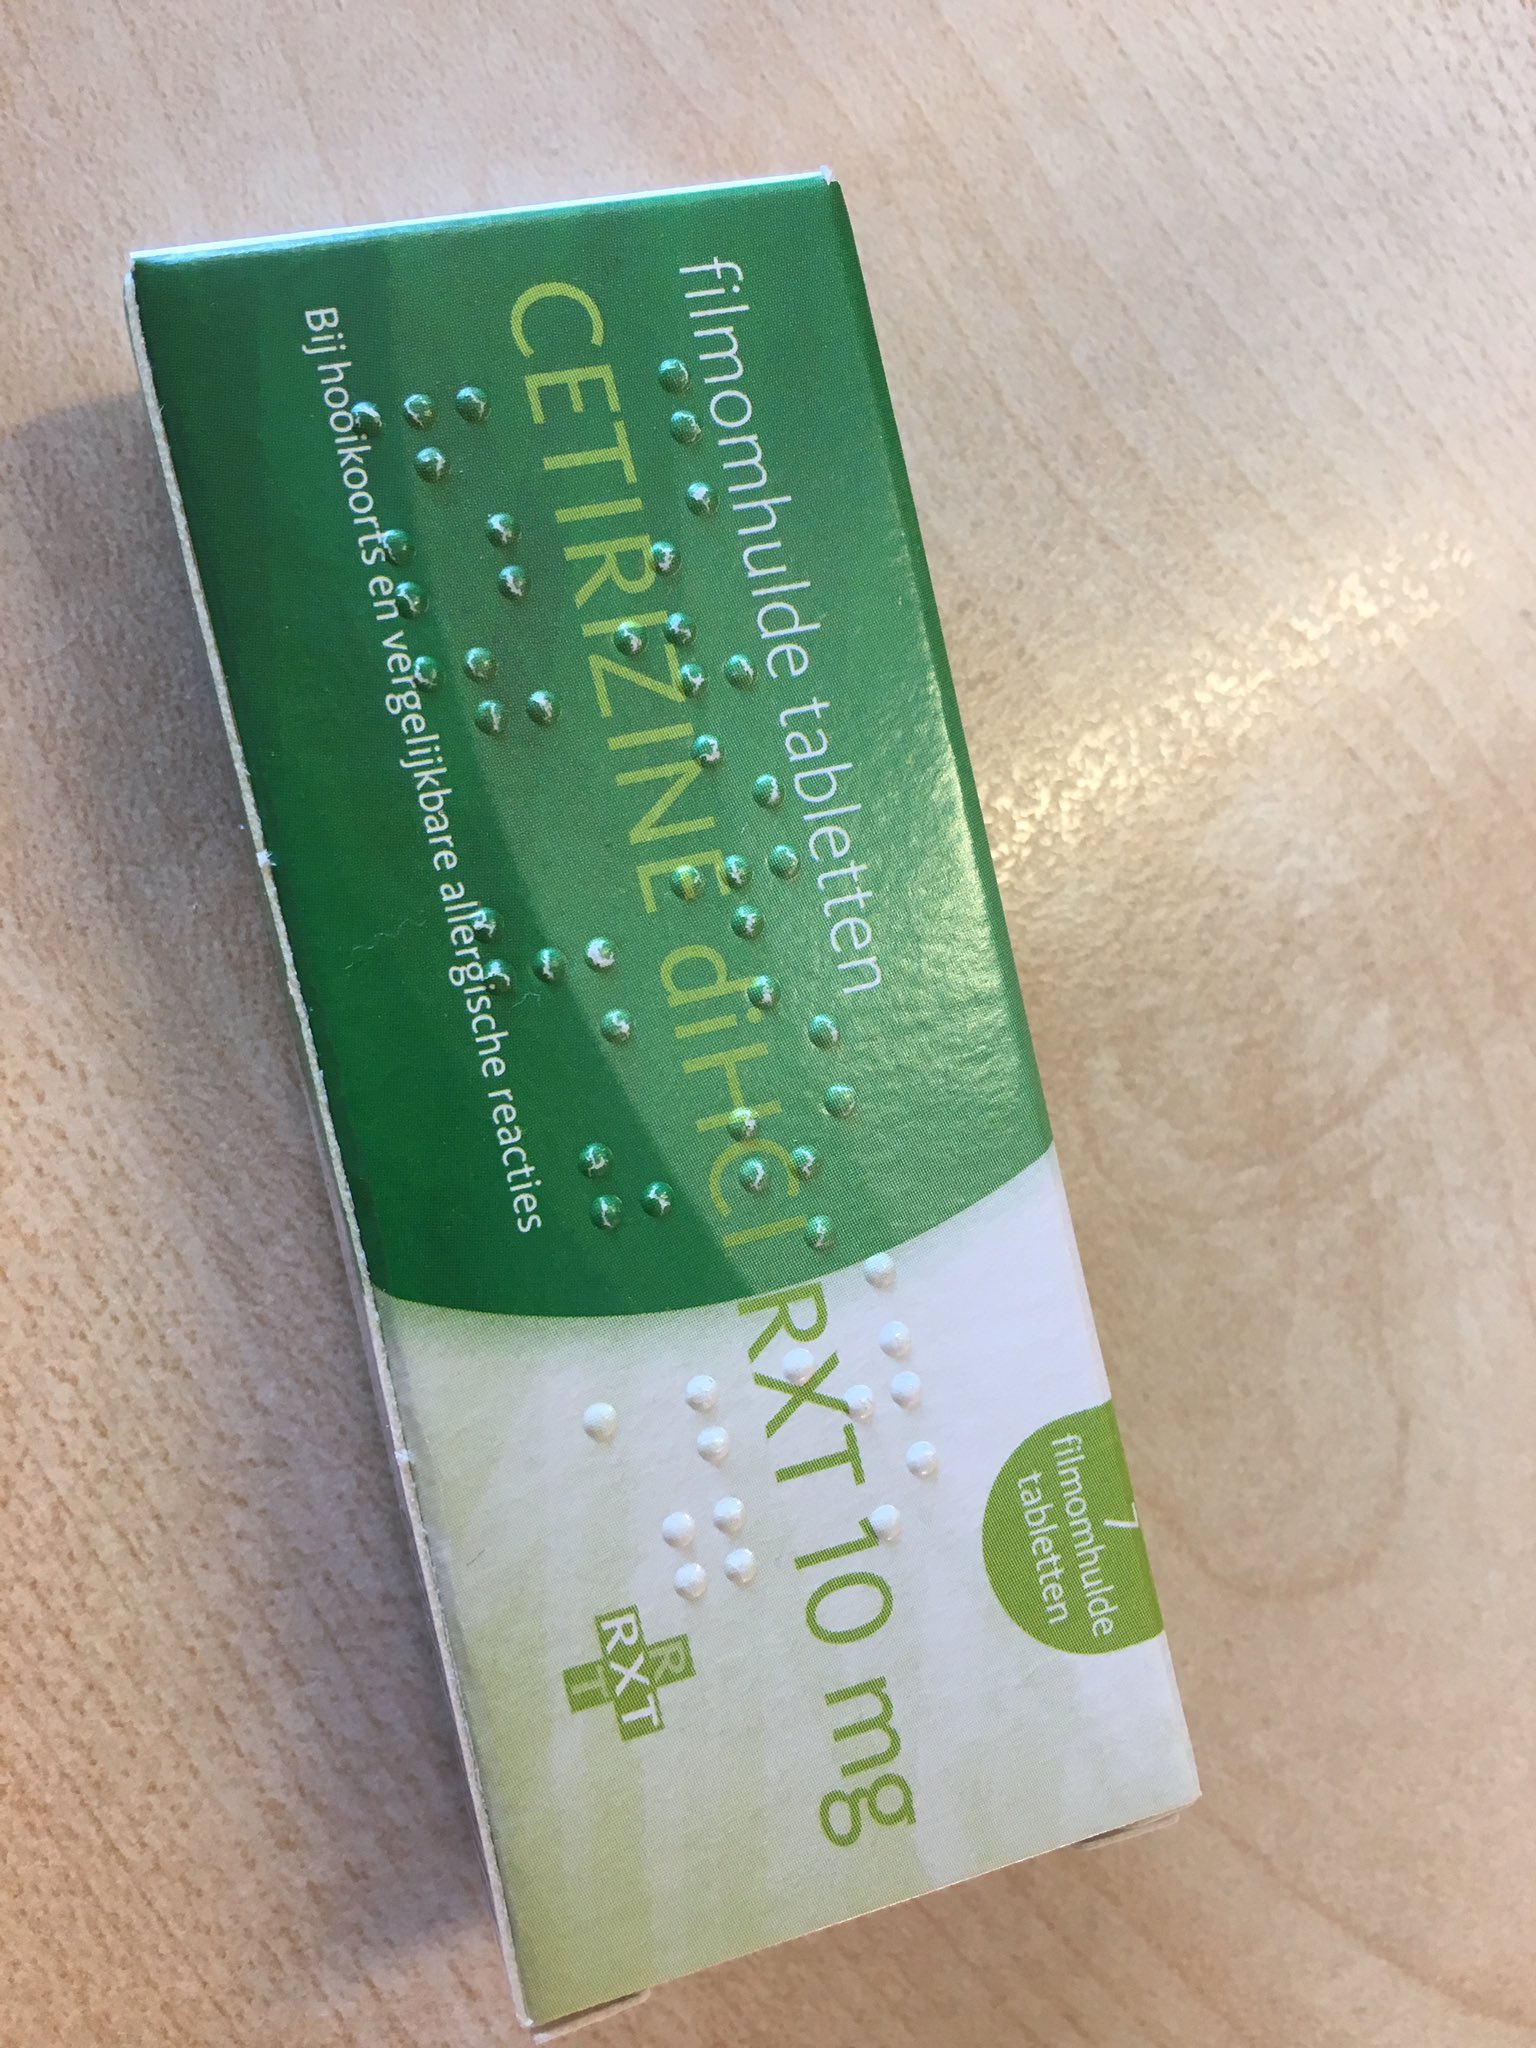 filmomhulde tabletten
CETIRIZINE diHCl RXT 10 mg
Bij hooikoorts en vergelijkbare allergische reacties
7
filmomhulde
tabletten
R
RXT
T